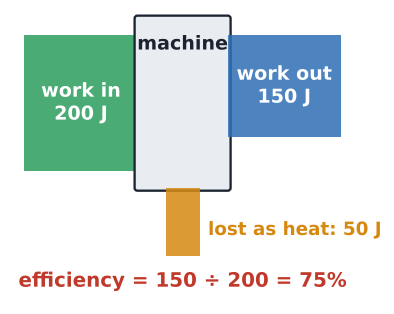 machine
work in
200 J
work out
150 J
lost as heat: 50 J
efficiency = 150 ÷ 200 = 75%